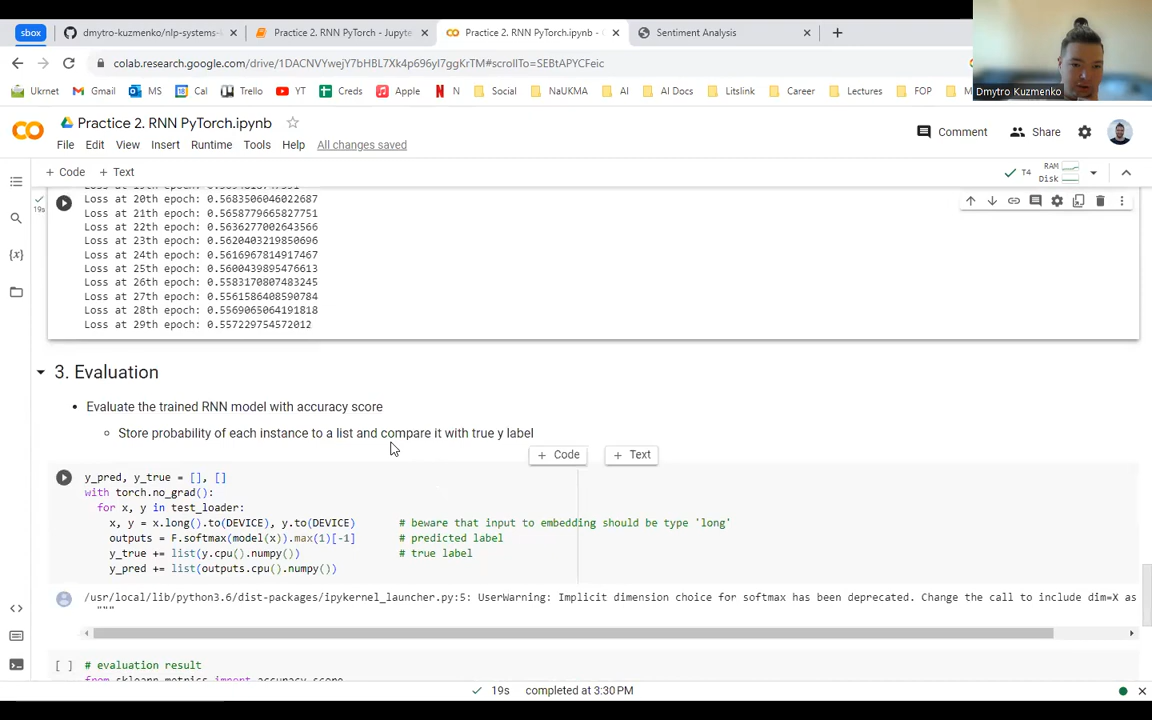 sbox
dmytro-kuzmenko/nlp-systems-
Practice 2. RNN PyTorch - Jupyte
Practice 2. RNN PyTorch.ipynb -
Sentiment Analysis
colab.research.google.com/drive/1DACNVYwejY7bHBL7Xk4p696yI7ggKrTM#scrollTo=SEBtAPYCFeic
Ukrnet
Gmail
MS
Cal
Trello
YT
Creds
Apple
N
Social
NaUKMA
AI
AI Docs
Litslink
Career
Lectures
FOP
Dmytro Kuzmenko
Practice 2. RNN PyTorch.ipynb
Comment
Share
File Edit View Insert Runtime Tools Help All changes saved
+ Code + Text
T4
RAM
Disk
19s
Loss at 20th epoch: 0.5683506046022687
Loss at 21th epoch: 0.5658779665827751
Loss at 22th epoch: 0.5636277002643566
Loss at 23th epoch: 0.5620403219850696
Loss at 24th epoch: 0.5616967814917467
Loss at 25th epoch: 0.5600439895476613
Loss at 26th epoch: 0.5583170807483245
Loss at 27th epoch: 0.5561586408590784
Loss at 28th epoch: 0.5569065064191818
Loss at 29th epoch: 0.557229754572012
3. Evaluation
Evaluate the trained RNN model with accuracy score
Store probability of each instance to a list and compare it with true y label
+ Code + Text
y_pred, y_true = [], []
with torch.no_grad():
for x, y in test_loader:
x, y = x.long().to(DEVICE), y.to(DEVICE) # beware that input to embedding should be type 'long'
outputs = F.softmax(model(x)).max(1)[-1] # predicted label
y_true += list(y.cpu().numpy()) # true label
y_pred += list(outputs.cpu().numpy())
/usr/local/lib/python3.6/dist-packages/ipykernel_launcher.py:5: UserWarning: Implicit dimension choice for softmax has been deprecated. Change the call to include dim=X as
"""
[ ] # evaluation result
from sklearn.metrics import accuracy_score
19s completed at 3:30 PM